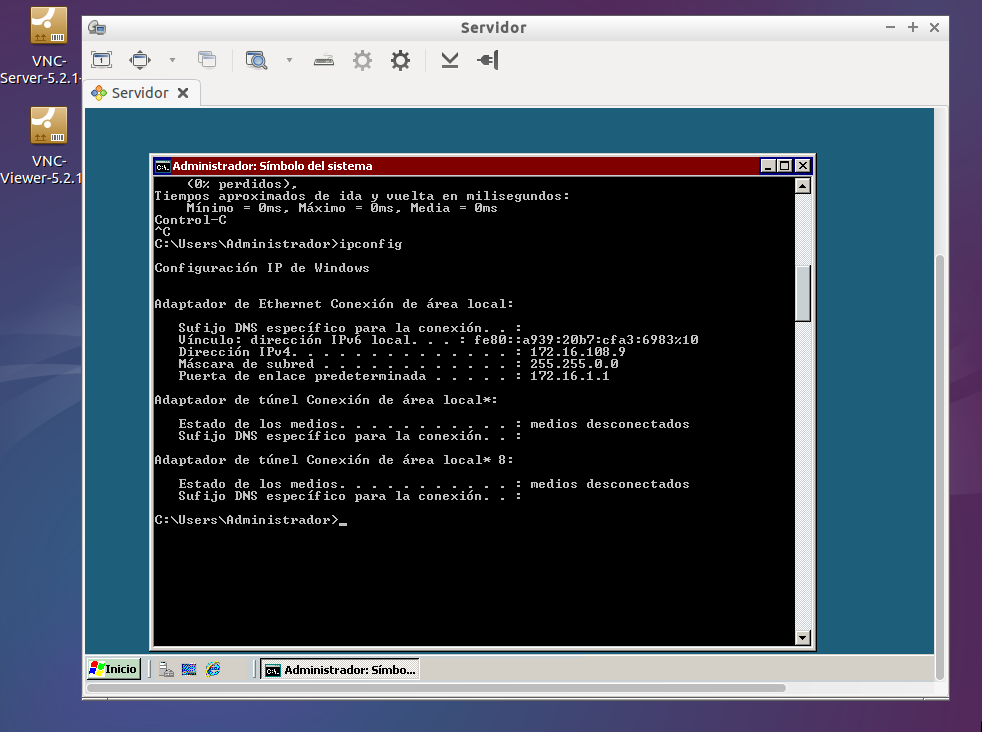 VNC-
Server-5.2.1-
VNC-
Viewer-5.2.1
Servidor
Servidor
Administrador: Símbolo del sistema
(0% perdidos),
Tiempos aproximados de ida y vuelta en milisegundos:
Mínimo = 0ms, Máximo = 0ms, Media = 0ms
Control-C
^C
C:\Users\Administrador>ipconfig
Configuración IP de Windows
Adaptador de Ethernet Conexión de área local:
Sufijo DNS específico para la conexión. . :
Vínculo: dirección IPv6 local. . . : fe80::a939:20b7:cfa3:6983%10
Dirección IPv4. . . . . . . . . . . . . . : 172.16.108.9
Máscara de subred . . . . . . . . . . . . : 255.255.0.0
Puerta de enlace predeterminada . . . . . : 172.16.1.1
Adaptador de túnel Conexión de área local*:
Estado de los medios. . . . . . . . . . . : medios desconectados
Sufijo DNS específico para la conexión. . :
Adaptador de túnel Conexión de área local* 8:
Estado de los medios. . . . . . . . . . . : medios desconectados
Sufijo DNS específico para la conexión. . :
C:\Users\Administrador>_
Inicio
Administrador: Símbo...